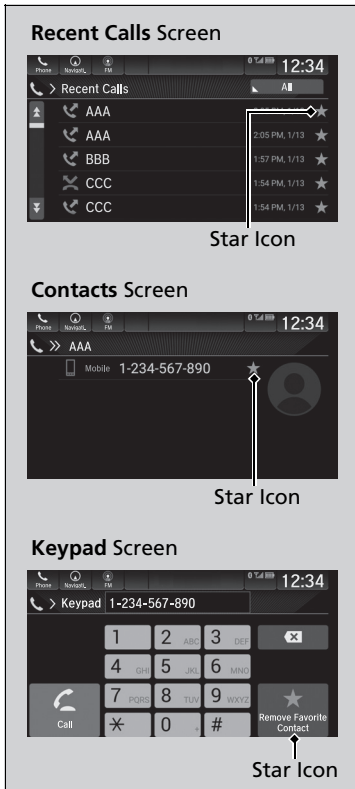 Recent Calls Screen
Phone Navigati.. FM 12:34
Recent Calls All
AAA
AAA 2:05 PM, 1/13
BBB 1:57 PM, 1/13
CCC 1:54 PM, 1/13
CCC 1:54 PM, 1/13
Star Icon
Contacts Screen
Phone Navigati.. FM 12:34
AAA
Mobile 1-234-567-890
Star Icon
Keypad Screen
Phone Navigati.. FM 12:34
Keypad 1-234-567-890
1 2 ABC 3 DEF
4 GHI 5 JKL 6 MNO
7 PQRS 8 TUV 9 WXYZ
Call * 0 #
Remove Favorite
Contact
Star Icon